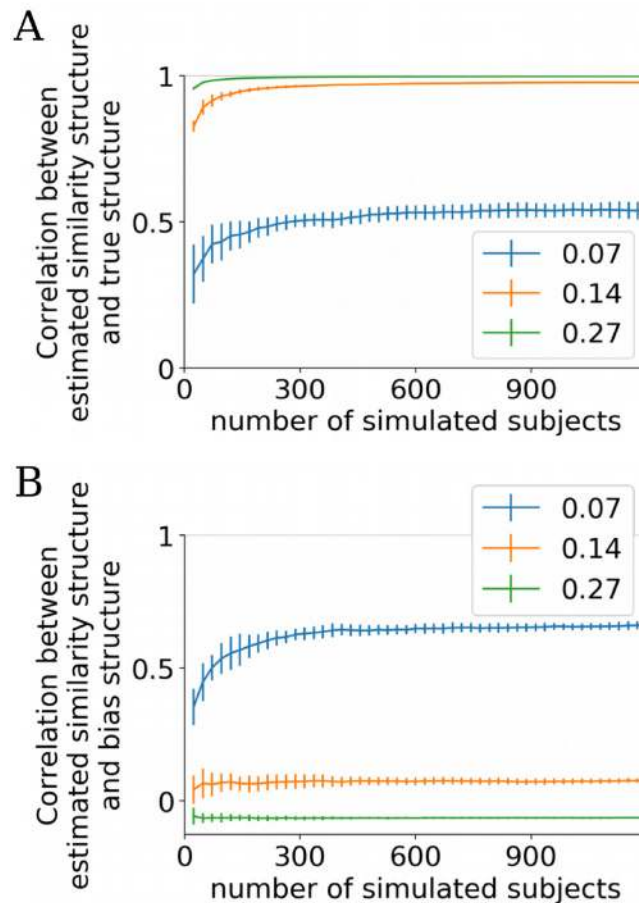 A
Correlation between
estimated similarity structure
and true structure
1
0.5
0
0.07
0.14
0.27
0
300
600
900
number of simulated subjects
B
Correlation between
estimated similarity structure
and bias structure
1
0.5
0
0.07
0.14
0.27
0
300
600
900
number of simulated subjects